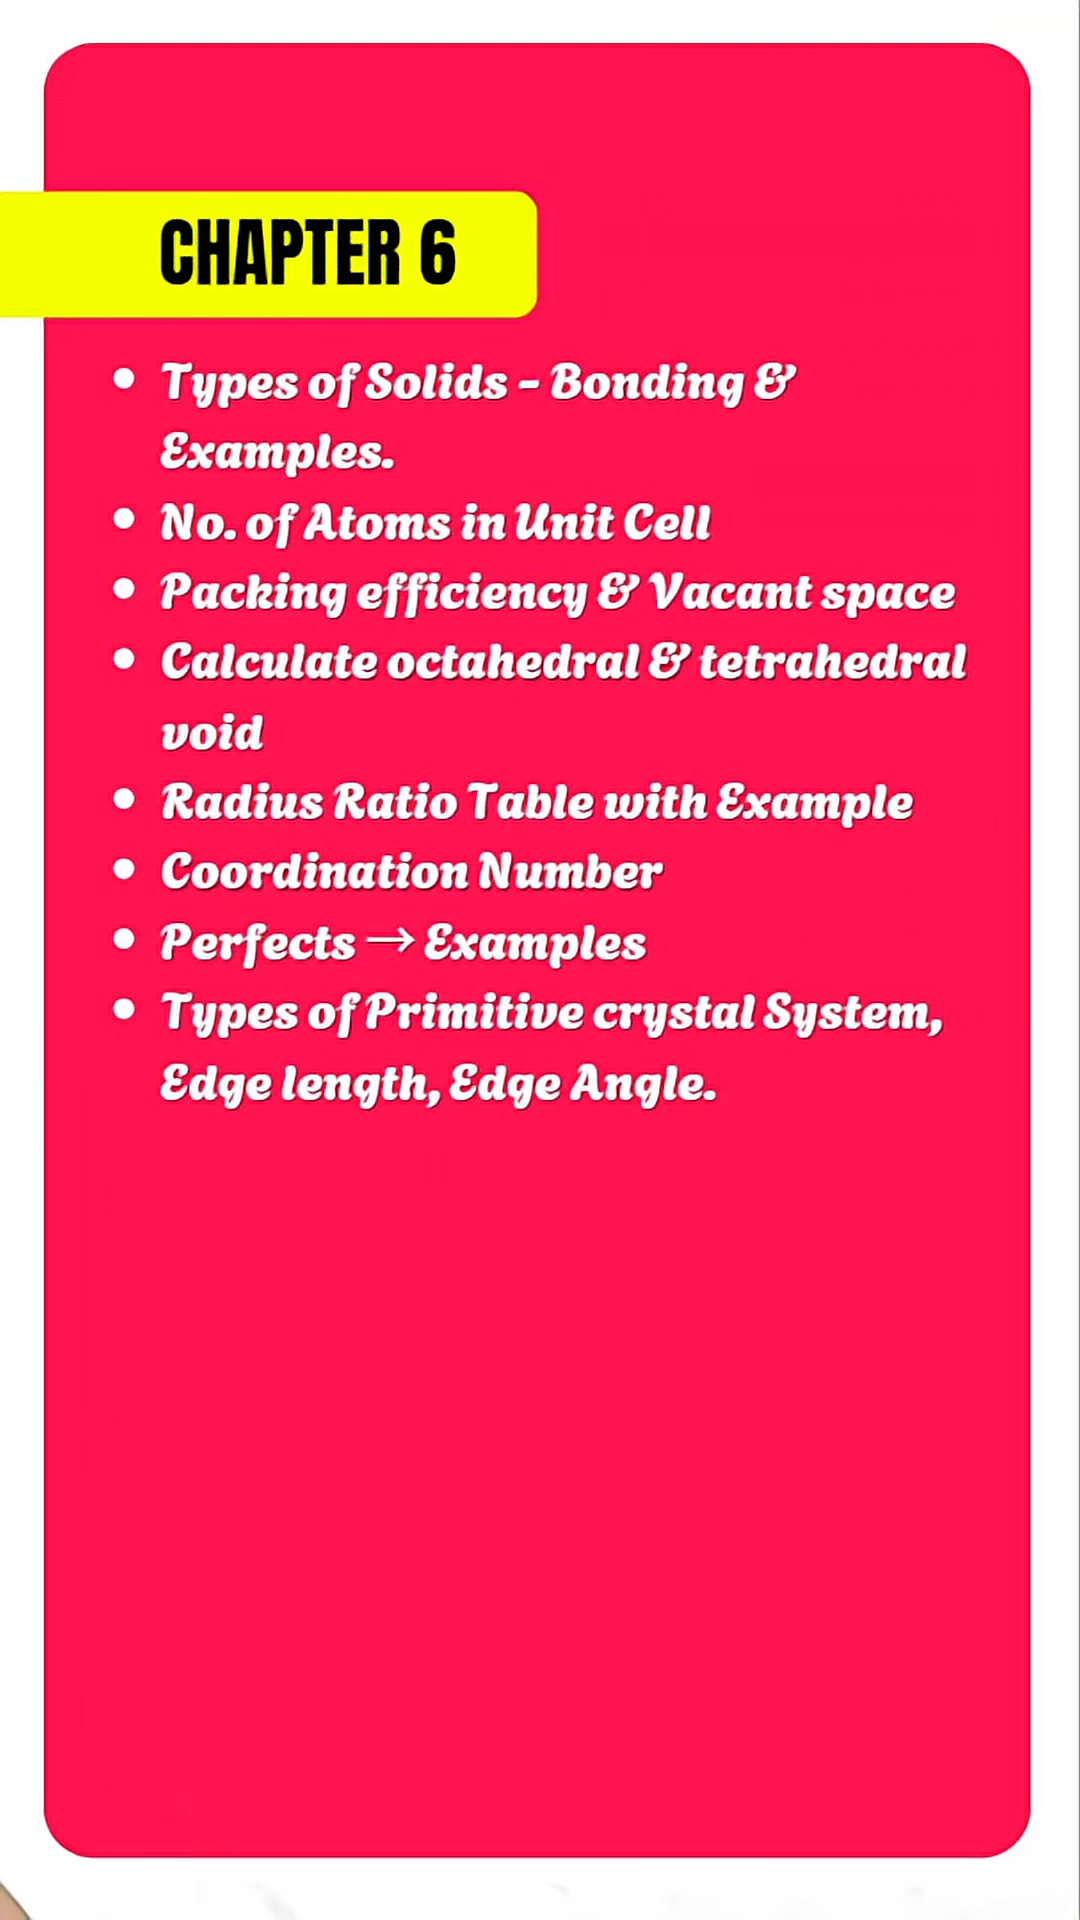 CHAPTER 6
• Types of Solids - Bonding &
Examples.
• No. of Atoms in Unit Cell
• Packing efficiency & Vacant space
• Calculate octahedral & tetrahedral
void
• Radius Ratio Table with Example
• Coordination Number
• Perfects → Examples
• Types of Primitive crystal System,
Edge length, Edge Angle.